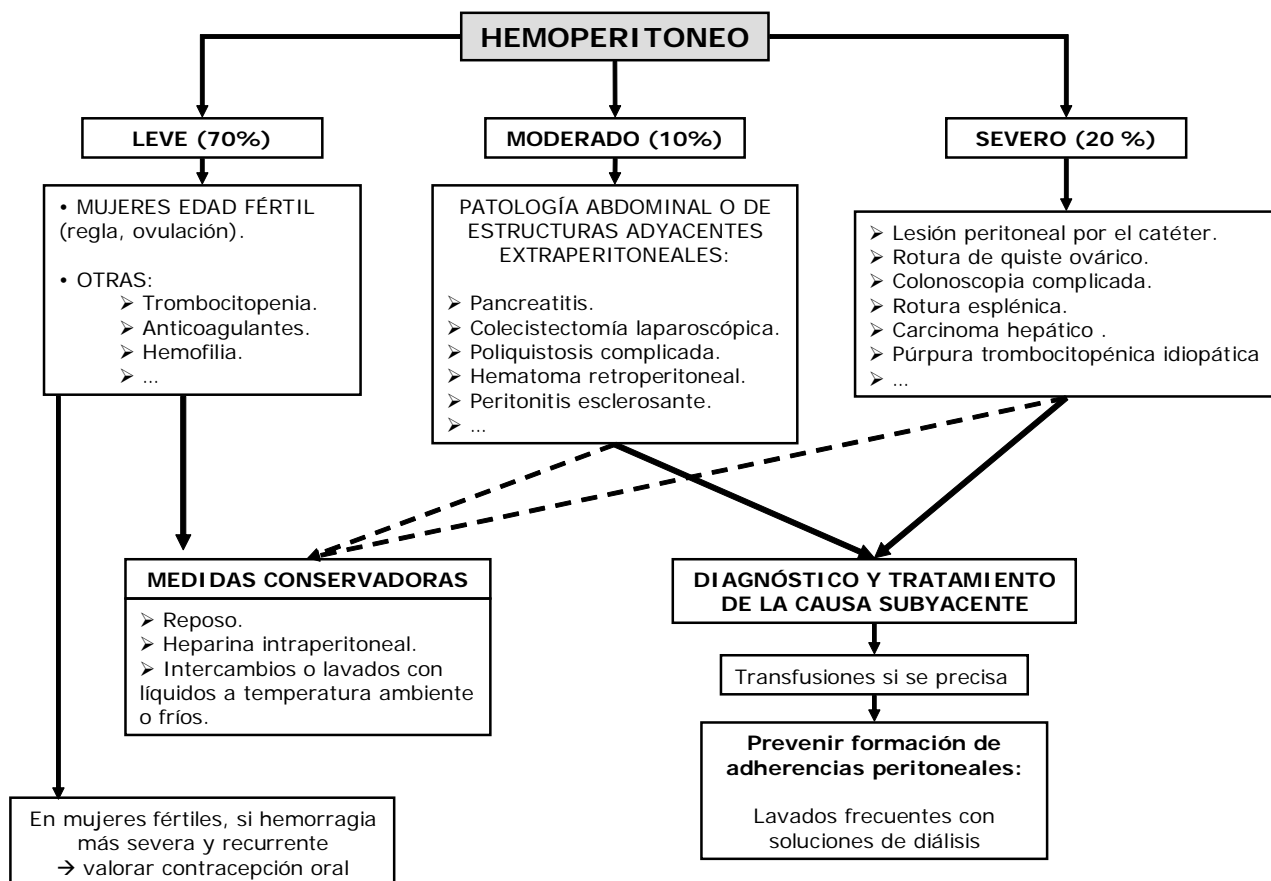 HEMOPERITONEO
LEVE (70%)
MODERADO (10%)
SEVERO (20 %)
• MUJERES EDAD FÉRTIL
(regla, ovulación).
• OTRAS:
➢ Trombocitopenia.
➢ Anticoagulantes.
➢ Hemofilia.
➢ ...
PATOLOGÍA ABDOMINAL O DE
ESTRUCTURAS ADYACENTES
EXTRAPERITONEALES:
➢ Pancreatitis.
➢ Colecistectomía laparoscópica.
➢ Poliquistosis complicada.
➢ Hematoma retroperitoneal.
➢ Peritonitis esclerosante.
➢ ...
➢ Lesión peritoneal por el catéter.
➢ Rotura de quiste ovárico.
➢ Colonoscopia complicada.
➢ Rotura esplénica.
➢ Carcinoma hepático .
➢ Púrpura trombocitopénica idiopática
➢ ...
MEDIDAS CONSERVADORAS
➢ Reposo.
➢ Heparina intraperitoneal.
➢ Intercambios o lavados con
líquidos a temperatura ambiente
o fríos.
DIAGNÓSTICO Y TRATAMIENTO
DE LA CAUSA SUBYACENTE
Transfusiones si se precisa
Prevenir formación de
adherencias peritoneales:
Lavados frecuentes con
soluciones de diálisis
En mujeres fértiles, si hemorragia
más severa y recurrente
→ valorar contracepción oral